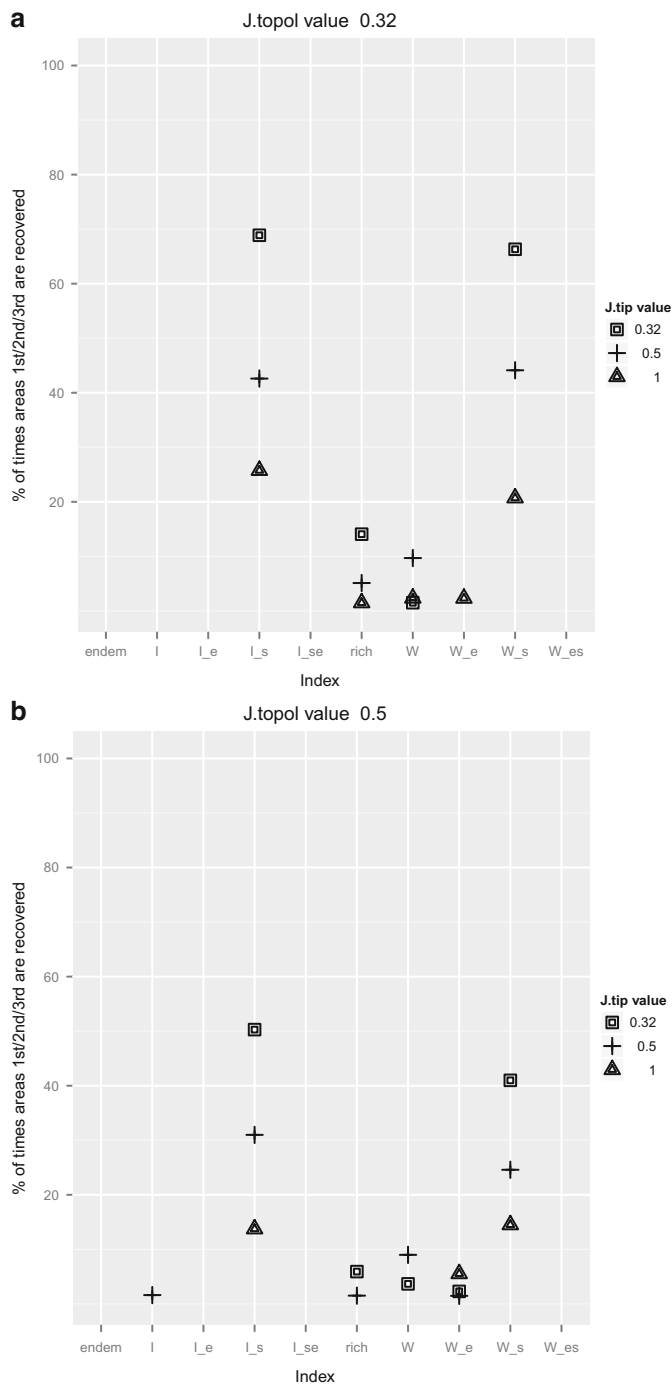 a
J.topol value 0.32
% of times areas 1st/2nd/3rd are recovered
100
80
60
40
20
endem I I_e I_s I_se rich W W_e W_s W_es
Index
J.tip value
0.32
0.5
1
b
J.topol value 0.5
% of times areas 1st/2nd/3rd are recovered
100
80
60
40
20
endem I I_e I_s I_se rich W W_e W_s W_es
Index
J.tip value
0.32
0.5
1